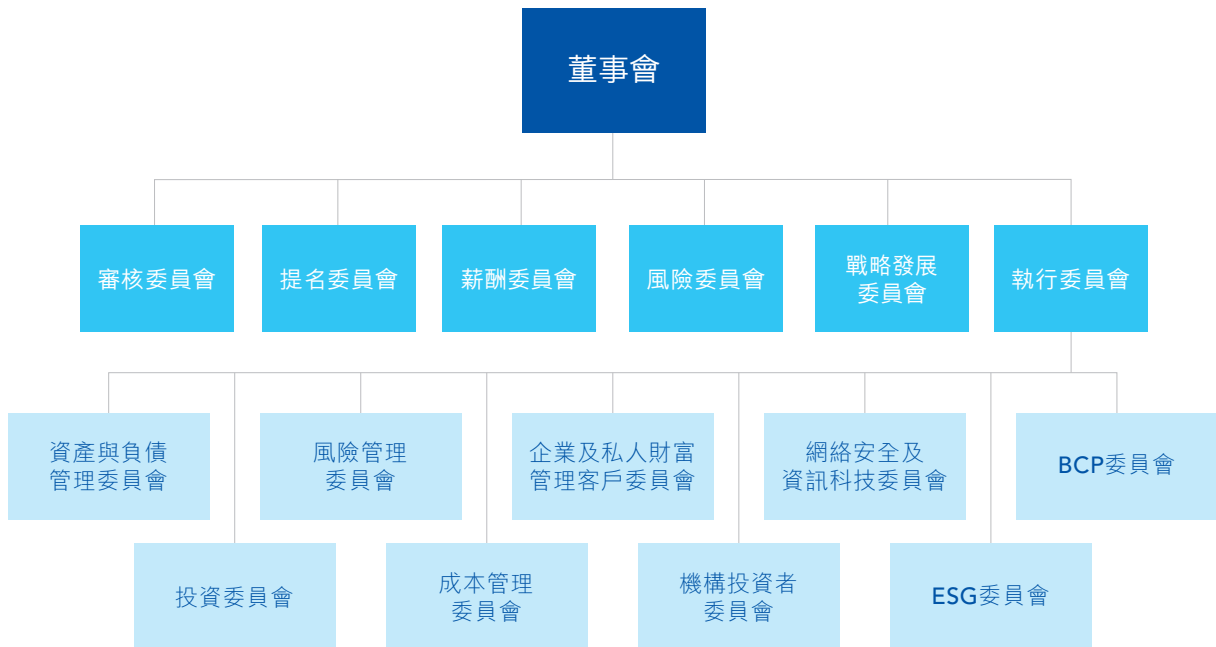 董事會
審核委員會
提名委員會
薪酬委員會
風險委員會
戰略發展
委員會
執行委員會
資產與負債
管理委員會
風險管理
委員會
企業及私人財富
管理客戶委員會
網絡安全及
資訊科技委員會
BCP委員會
投資委員會
成本管理
委員會
機構投資者
委員會
ESG委員會